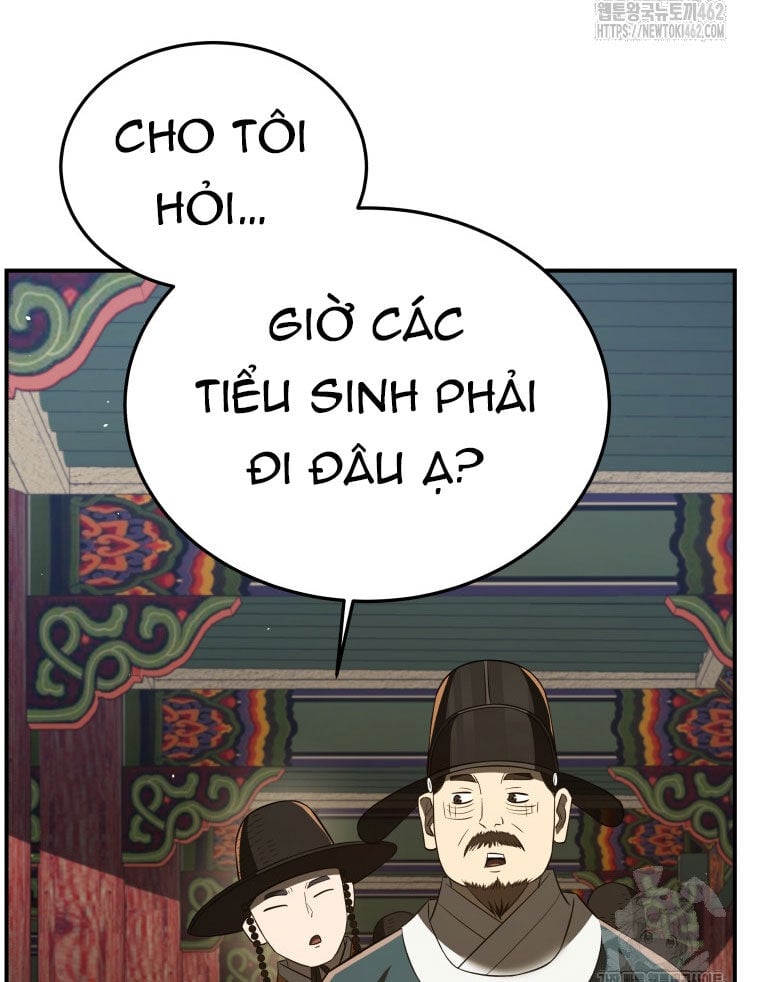 웹툰왕국뉴토끼462
HTTPS://NEWTOKI462
CHO TÔI
HỎI...
GIỜ CÁC
TIỂU SINH PHẢI
ĐI ĐÂU Ạ?